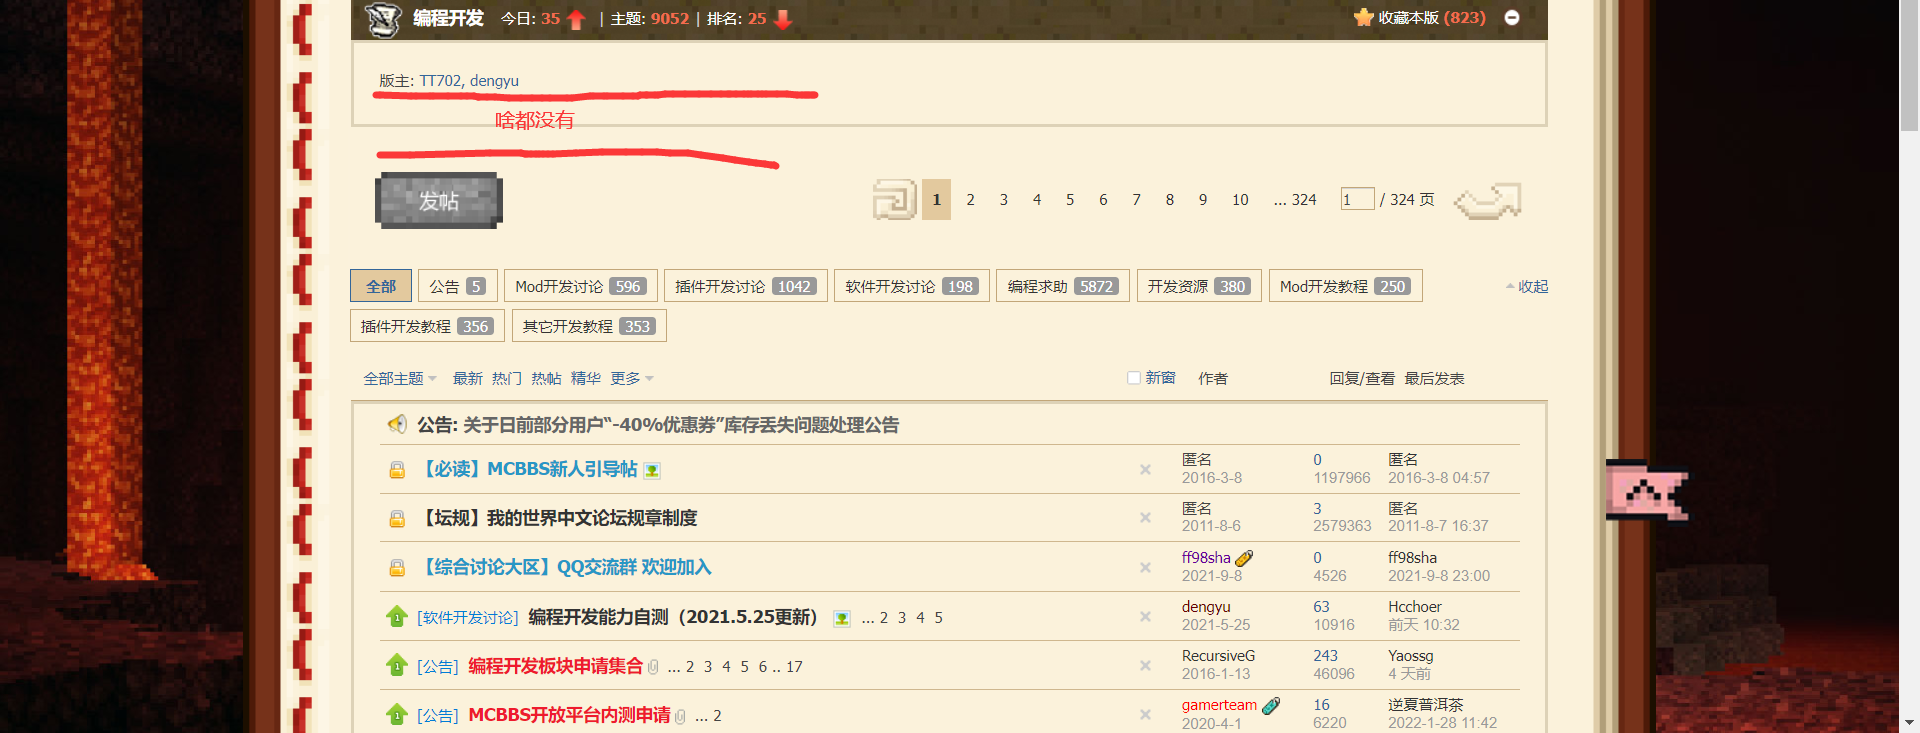 编程开发 今日: 35 | 主题: 9052 | 排名: 25 收藏本版 (823)
版主: TT702, dengyu
啥都没有
发帖 1 2 3 4 5 6 7 8 9 10 ... 324 1 / 324 页
全部 公告 5 Mod开发讨论 596 插件开发讨论 1042 软件开发讨论 198 编程求助 5872 开发资源 380 Mod开发教程 250 收起
插件开发教程 356 其它开发教程 353
全部主题 最新 热门 热帖 精华 更多 新窗 作者 回复/查看 最后发表
公告: 关于日前部分用户“-40%优惠券”库存丢失问题处理公告
【必读】MCBBS新人引导帖 匿名 0 匿名
2016-3-8 1197966 2016-3-8 04:57
【坛规】我的世界中文论坛规章制度 匿名 3 匿名
2011-8-6 2579363 2011-8-7 16:37
【综合讨论大区】QQ交流群 欢迎加入 ff98sha 0 ff98sha
2021-9-8 4526 2021-9-8 23:00
[软件开发讨论] 编程开发能力自测（2021.5.25更新） ... 2 3 4 5 dengyu 63 Hcchoer
2021-5-25 10916 前天 10:32
[公告] 编程开发板块申请集合 ... 2 3 4 5 6 .. 17 RecursiveG 243 Yaossg
2016-1-13 46096 4 天前
[公告] MCBBS开放平台内测申请 ... 2 gamerteam 16 逆夏普洱茶
2020-4-1 6220 2022-1-28 11:42